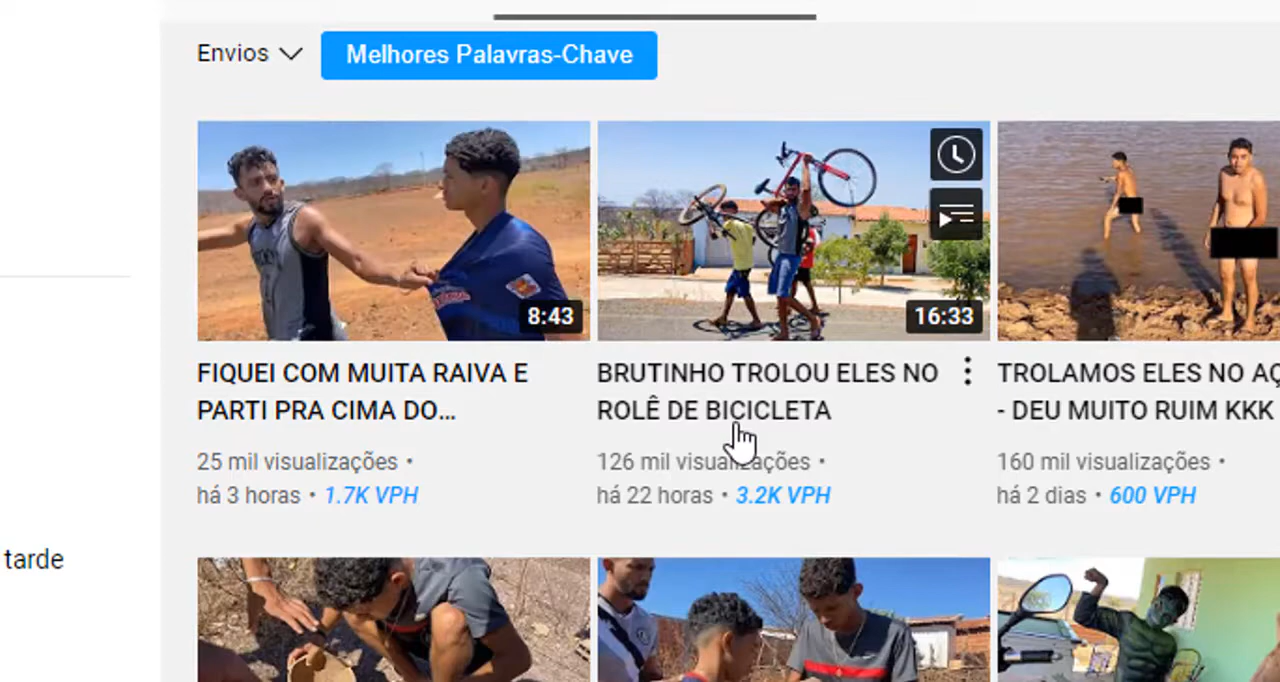 Envios
Melhores Palavras-Chave
8:43
16:33
FIQUEI COM MUITA RAIVA E
PARTI PRA CIMA DO...
25 mil visualizações •
há 3 horas • 1.7K VPH
BRUTINHO TROLOU ELES NO
ROLÊ DE BICICLETA
126 mil visualizações •
há 22 horas • 3.2K VPH
TROLAMOS ELES NO
- DEU MUITO RUIM KKK
160 mil visualizações •
há 2 dias • 600 VPH
tarde